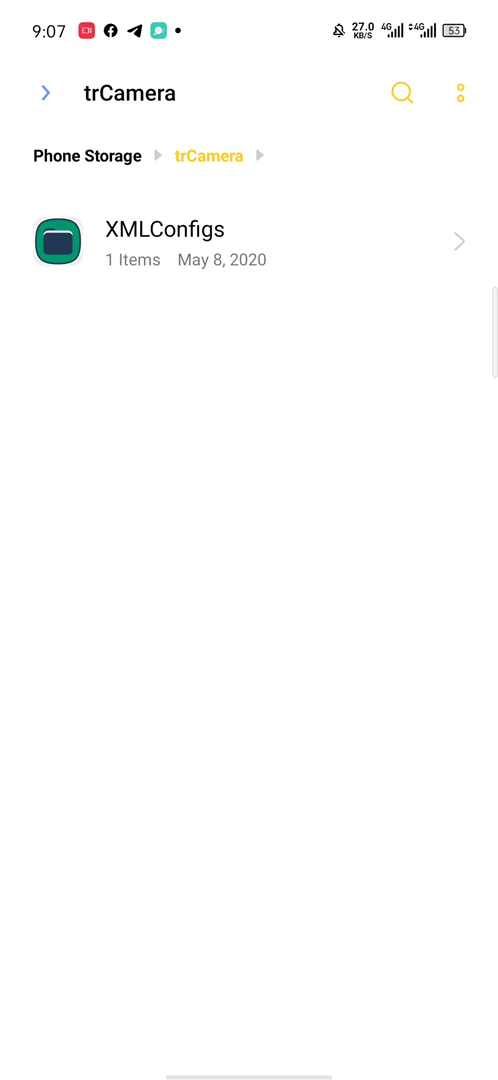 9:07 27.0 KB/S 4G 4G 53
trCamera
Phone Storage trCamera
XMLConfigs
1 Items May 8, 2020